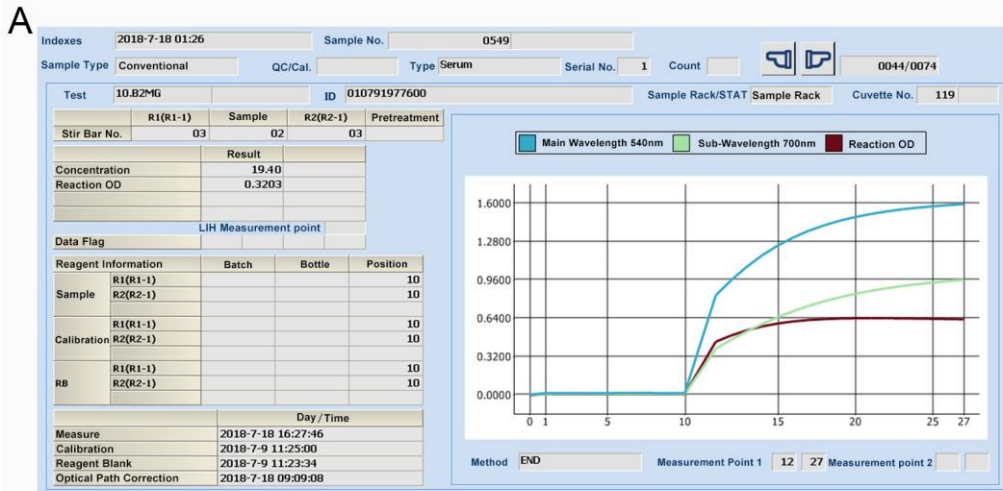 A
Indexes 2018-7-18 01:26 Sample No. 0549
Sample Type Conventional QC/Cal. Type Serum Serial No. 1 Count 0044/0074
Test 10.B2MG ID 010791977600 Sample Rack/STAT Sample Rack Cuvette No. 119
R1(R1-1) Sample R2(R2-1) Pretreatment
Stir Bar No. 03 02 03
Result
Concentration 19.40
Reaction OD 0.3203
LIH Measurement point
Data Flag
Reagent Information Batch Bottle Position
Sample R1(R1-1) 10
R2(R2-1) 10
Calibration R1(R1-1) 10
R2(R2-1) 10
RB R1(R1-1) 10
R2(R2-1) 10
Day/Time
Measure 2018-7-18 16:27:46
Calibration 2018-7-9 11:25:00
Reagent Blank 2018-7-9 11:23:34
Optical Path Correction 2018-7-18 09:09:08
Main Wavelength 540nm Sub-Wavelength 700nm Reaction OD
1.6000
1.2800
0.9600
0.6400
0.3200
0.0000
0 1 5 10 15 20 25 27
Method END Measurement Point 1 12 27 Measurement point 2